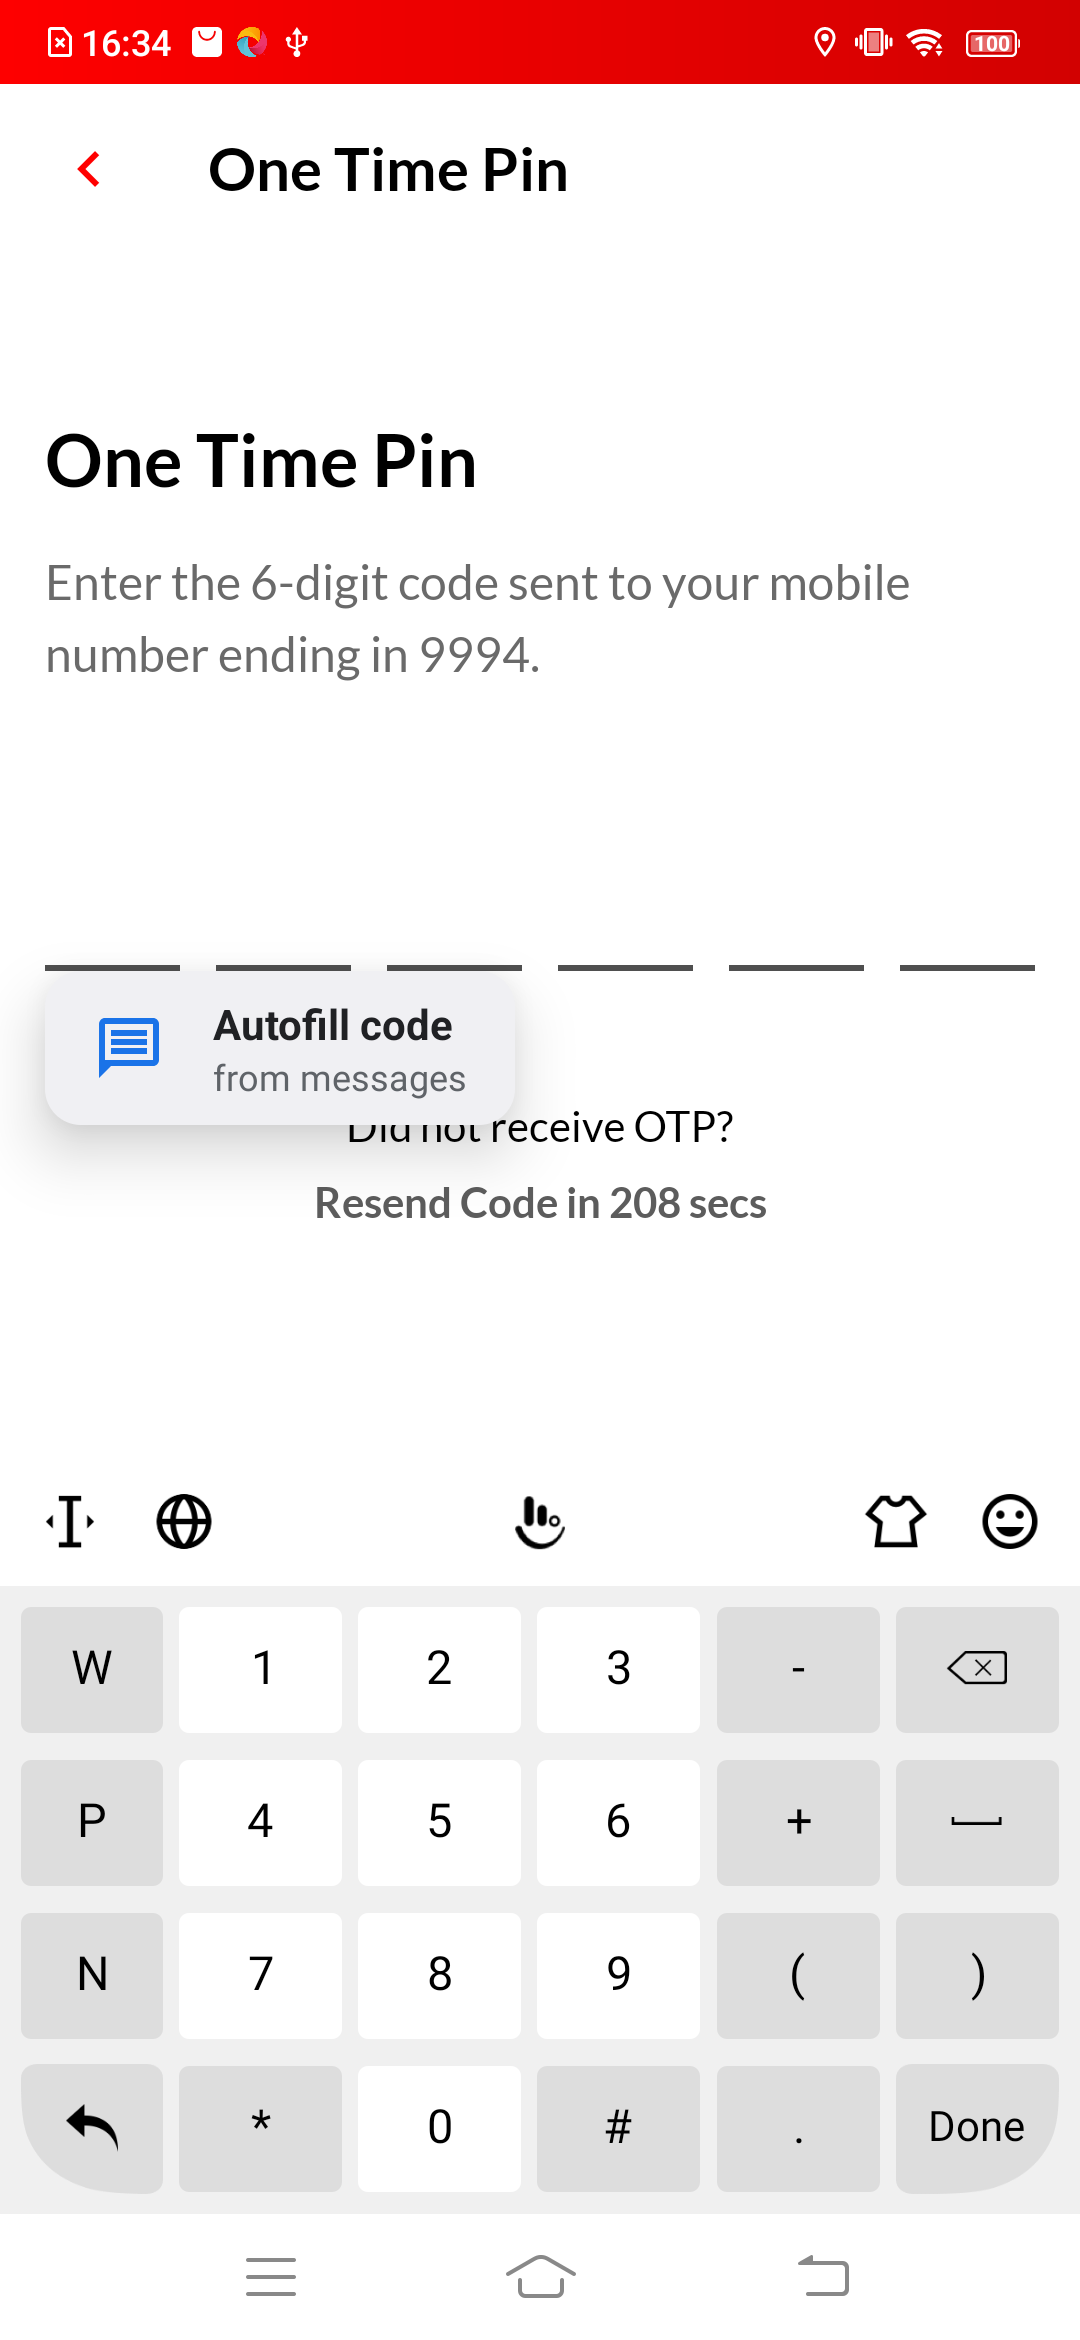 16:34
100
One Time Pin
One Time Pin
Enter the 6-digit code sent to your mobile
number ending in 9994.
Autofill code
from messages
Did not receive OTP?
Resend Code in 208 secs
W 1 2 3 -
P 4 5 6 +
N 7 8 9 ( )
* 0 # . Done